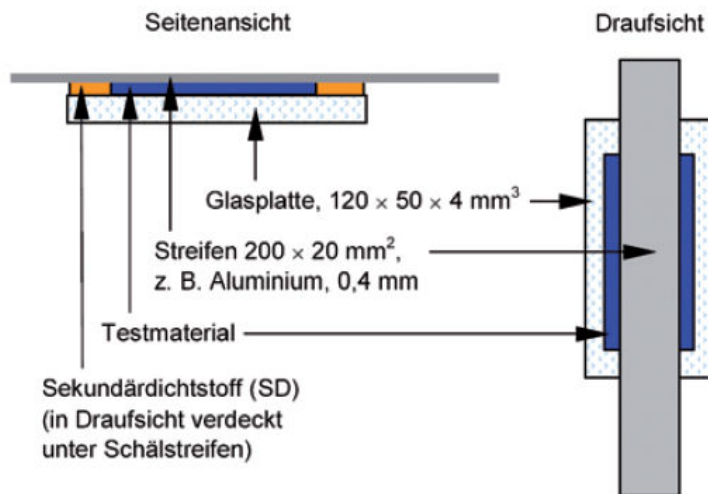 Seitenansicht
Draufsicht
Glasplatte, 120 × 50 × 4 mm³
Streifen 200 × 20 mm²,
z. B. Aluminium, 0,4 mm
Testmaterial
Sekundärdichtstoff (SD)
(in Draufsicht verdeckt
unter Schälstreifen)